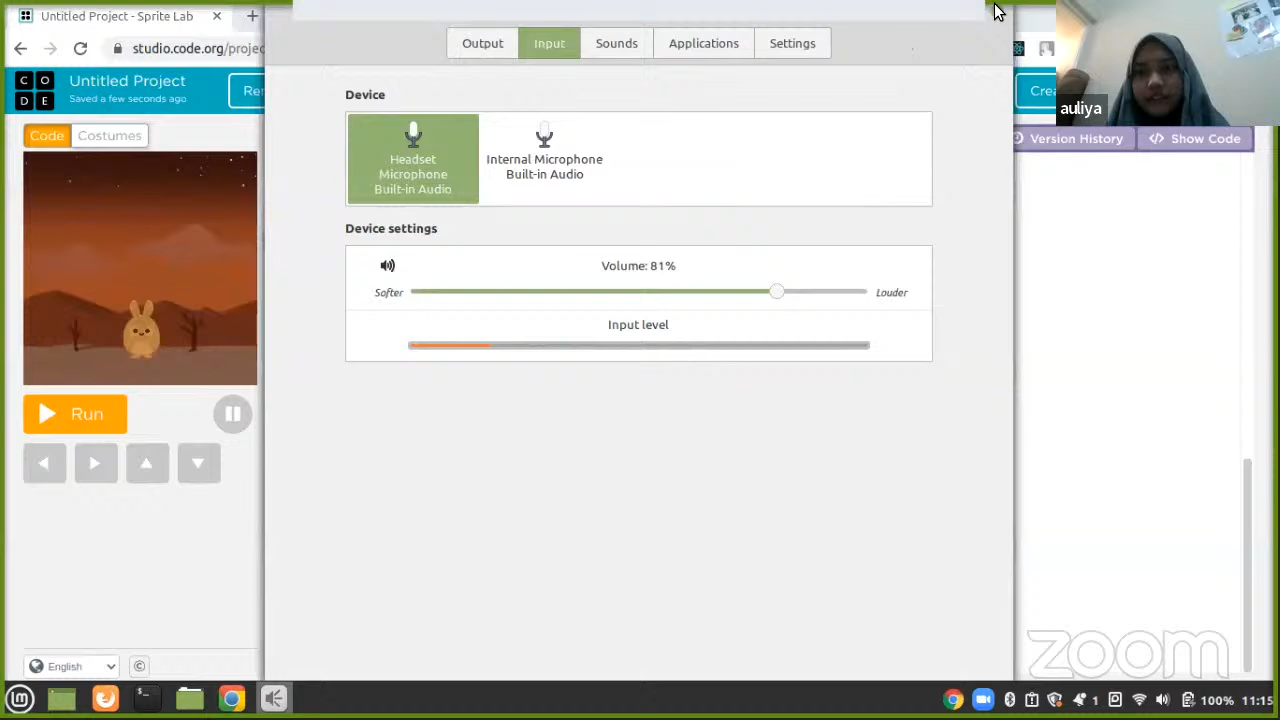 Untitled Project - Sprite Lab
studio.code.org/projec
C O
D E
Untitled Project
Saved a few seconds ago
Code
Costumes
Run
English
Output
Input
Sounds
Applications
Settings
Device
Headset
Microphone
Built-in Audio
Internal Microphone
Built-in Audio
Device settings
Volume: 81%
Softer
Louder
Input level
auliya
Version History
Show Code
zoom
1
100%
11:15